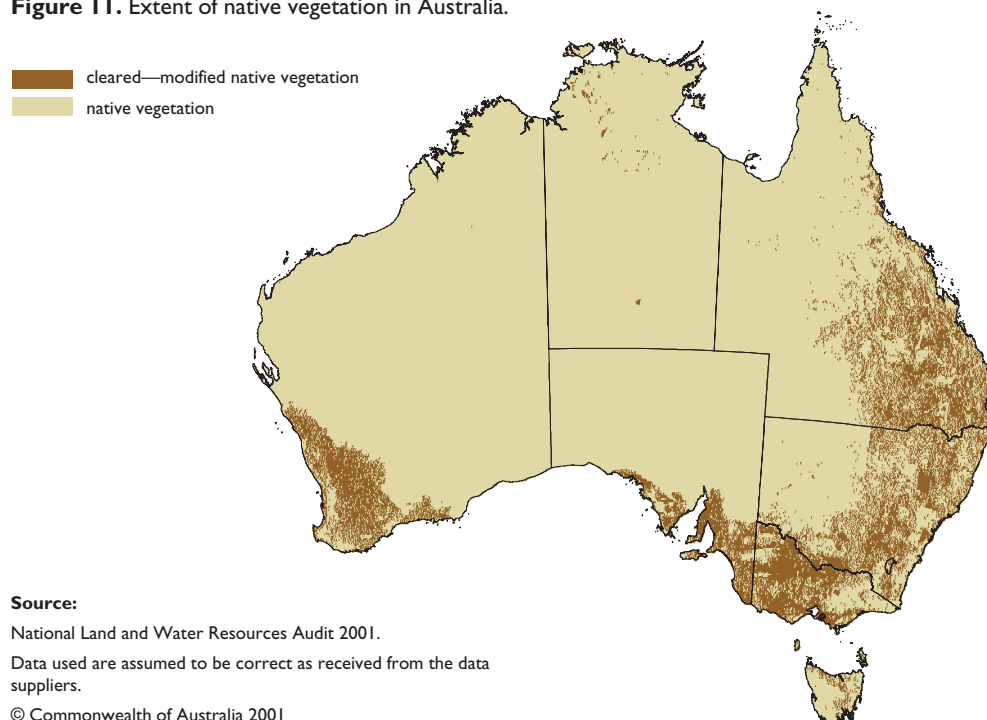 Figure 11. Extent of native vegetation in Australia.
cleared—modified native vegetation
native vegetation
Source:
National Land and Water Resources Audit 2001.
Data used are assumed to be correct as received from the data
suppliers.
© Commonwealth of Australia 2001